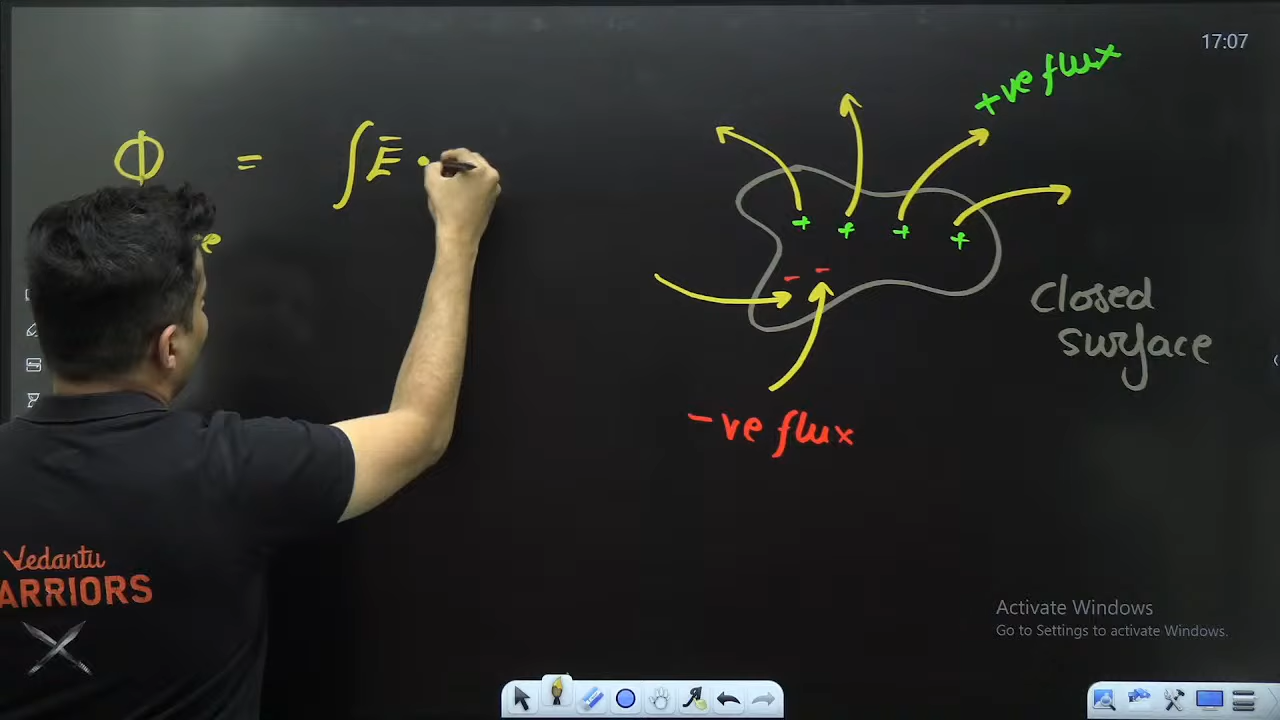 17:07
+ve flux
Φ = ∫ E ·
+ + + +
- -
closed
surface
-ve flux
Vedantu
ARRIORS
Activate Windows
Go to Settings to activate Windows.